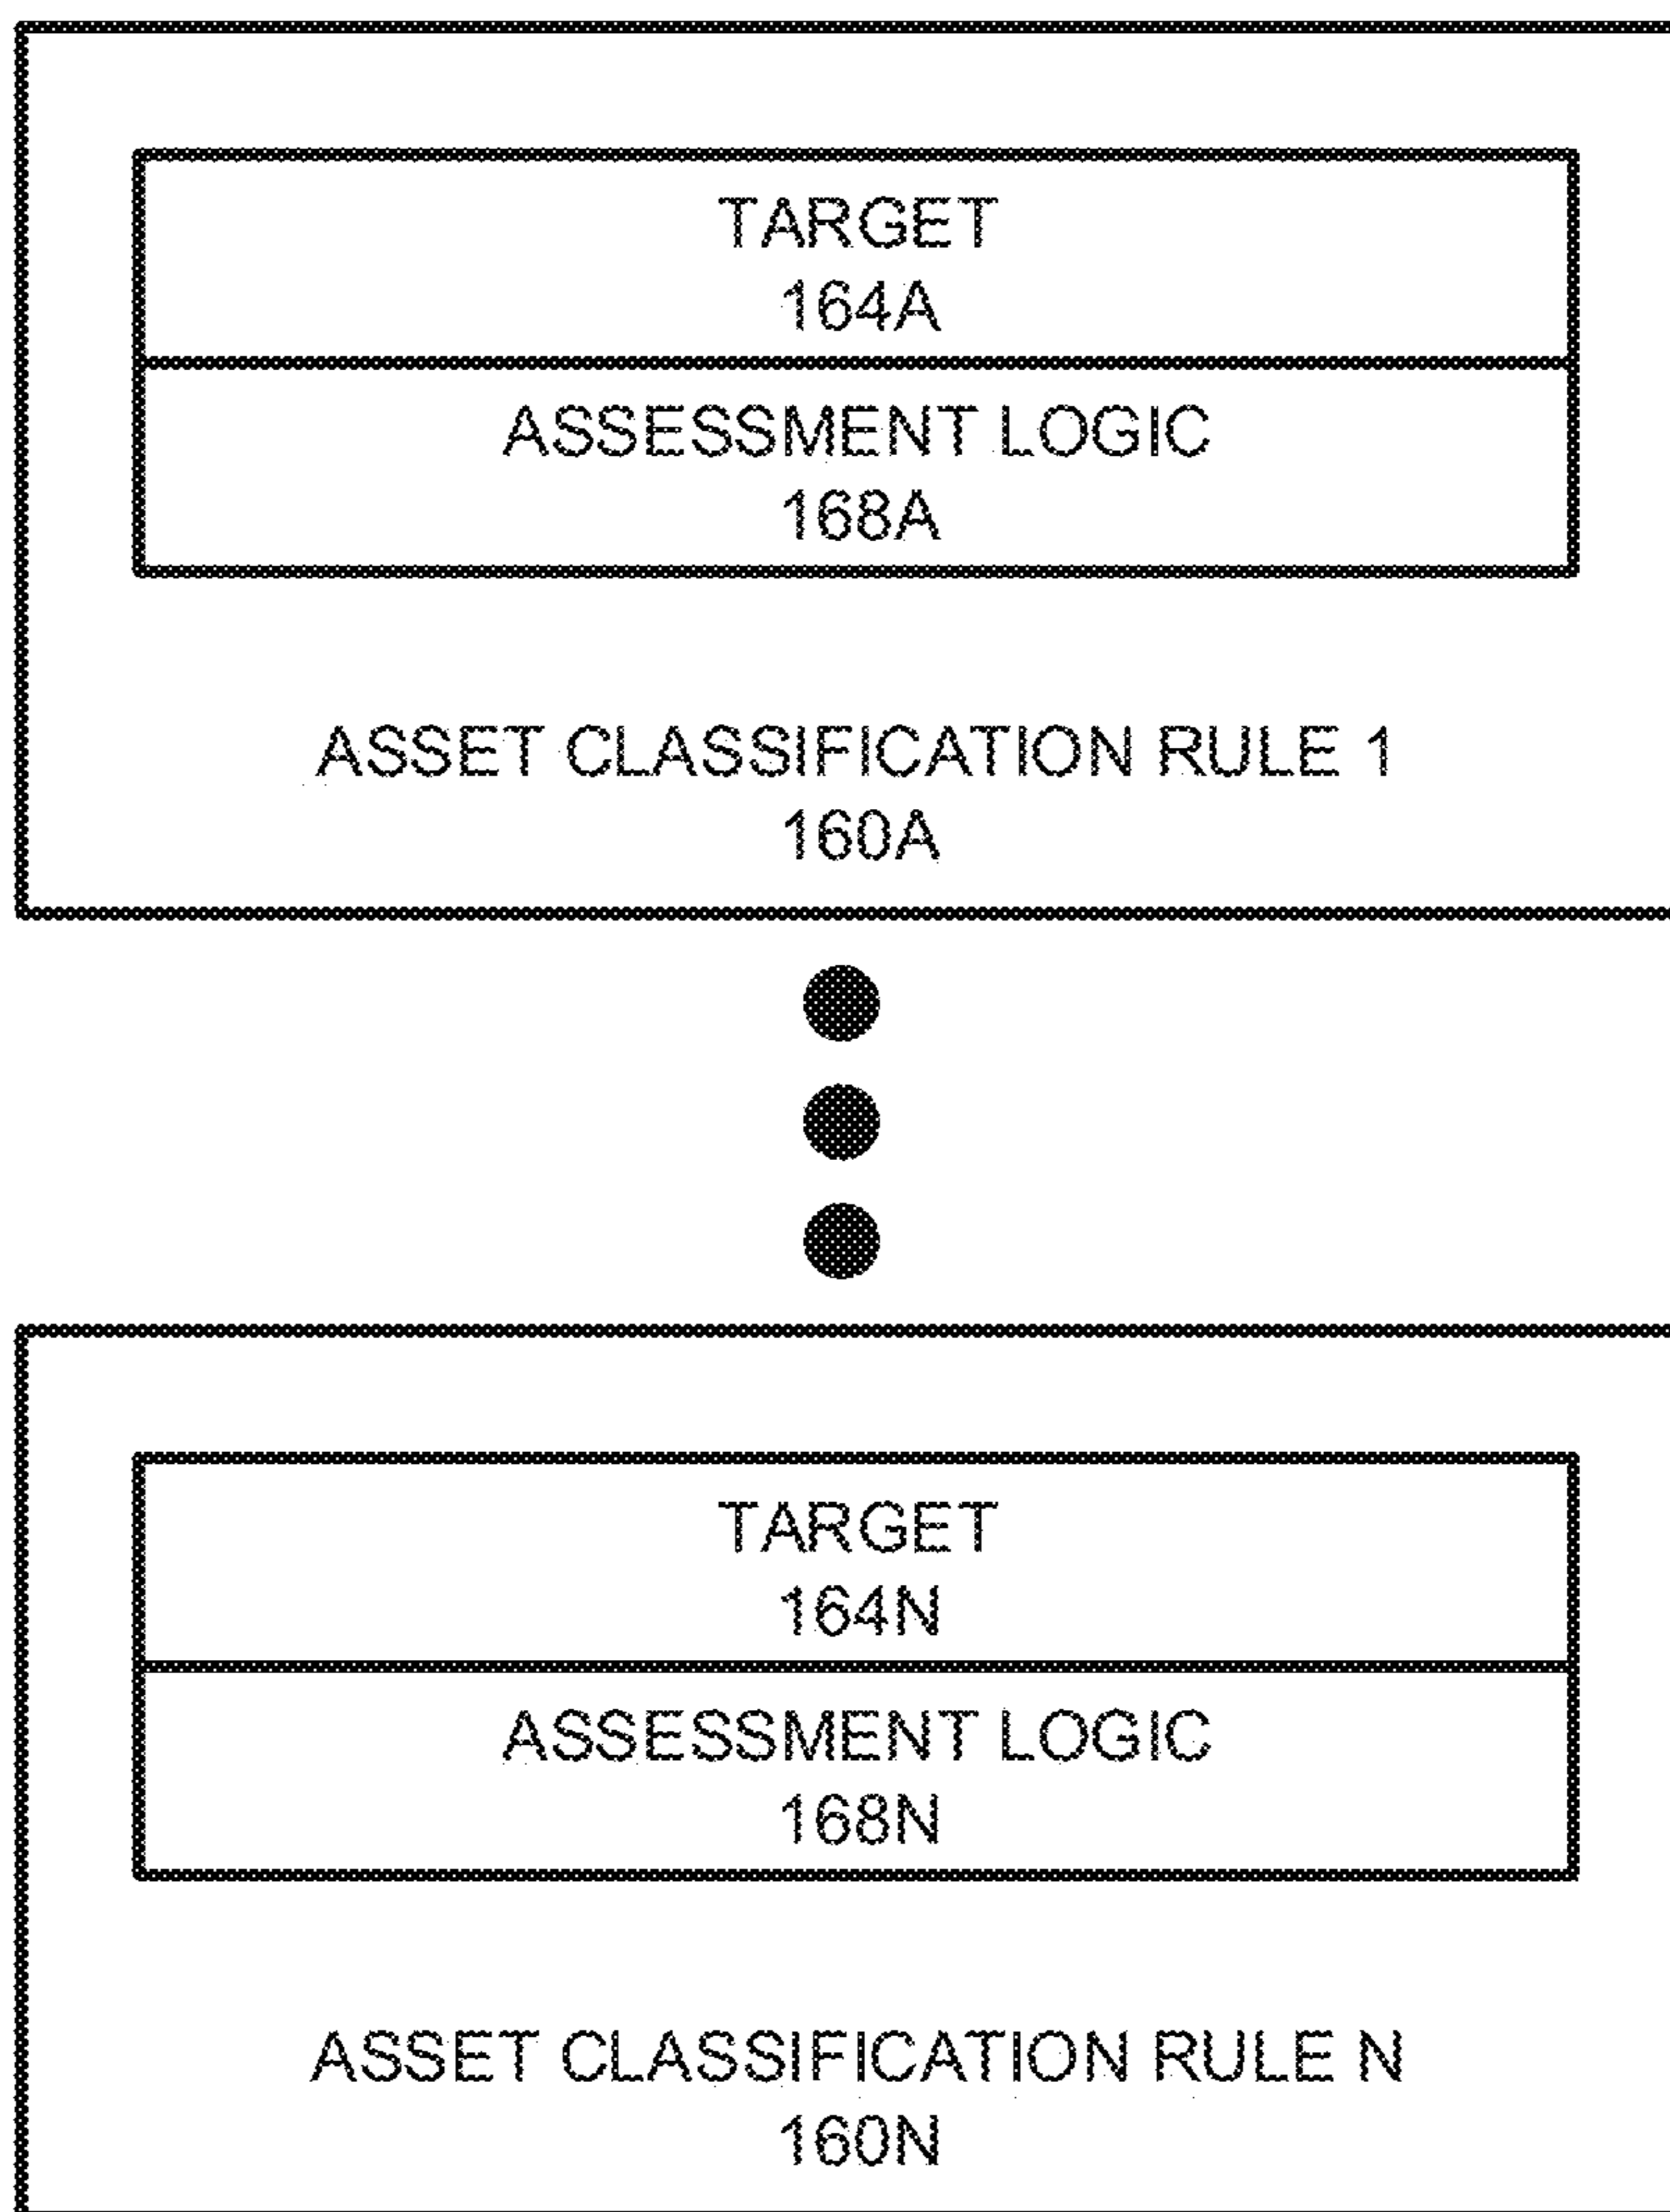 TARGET
164A
ASSESSMENT LOGIC
168A
ASSET CLASSIFICATION RULE 1
160A
TARGET
164N
ASSESSMENT LOGIC
168N
ASSET CLASSIFICATION RULE N
160N